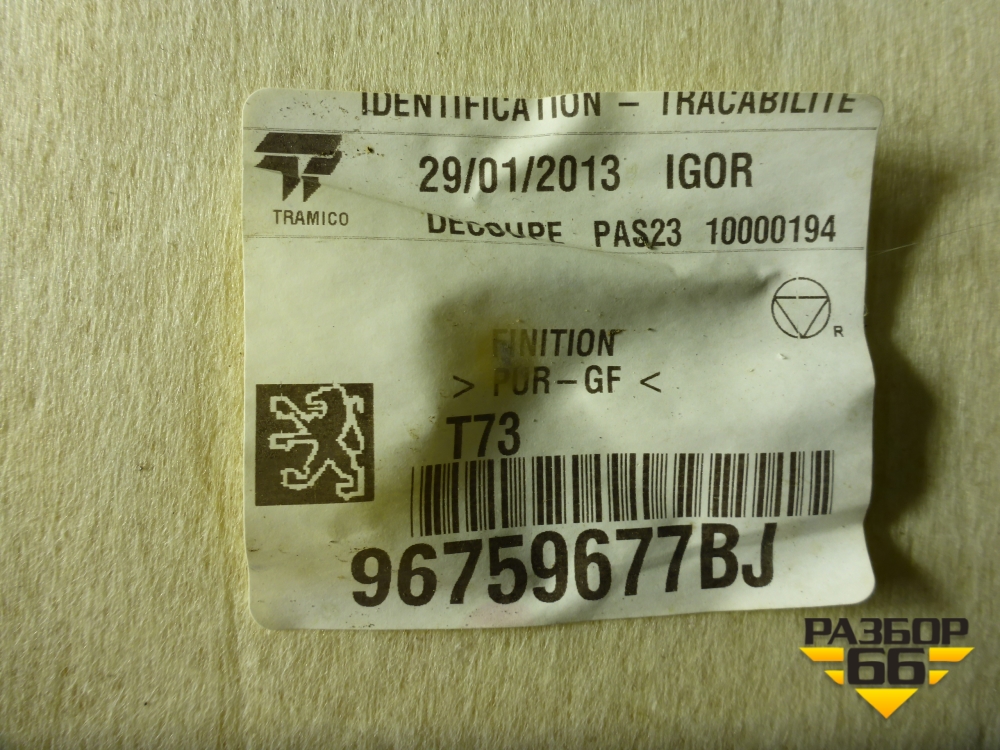 IDENTIFICATION - TRACABILITE
29/01/2013 IGOR
TRAMICO
DECOUPE PAS23 10000194
R
FINITION
> PUR-GF <
T73
96759677BJ
РАЗБОР
66